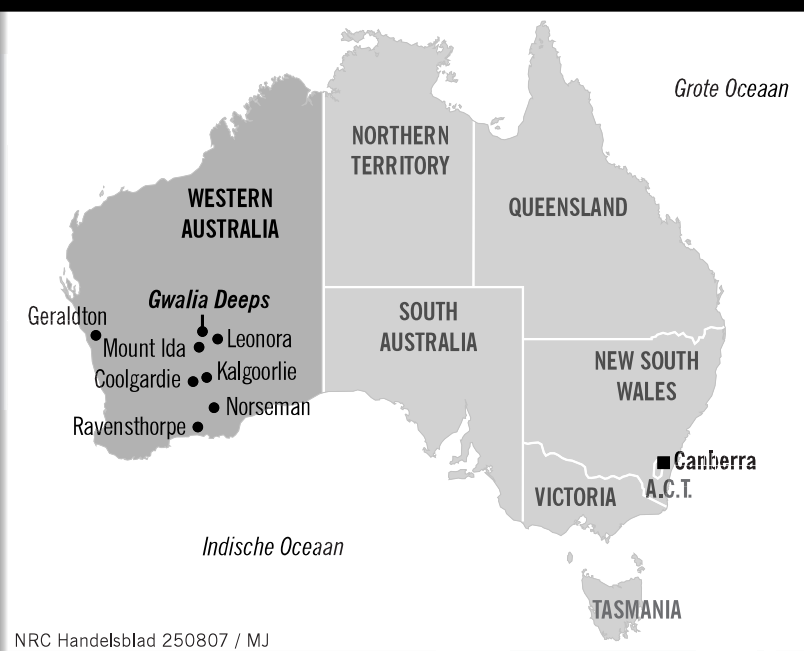 Grote Oceaan
NORTHERN
TERRITORY
WESTERN
AUSTRALIA
QUEENSLAND
Gwalia Deeps
Geraldton
Leonora
Mount Ida
SOUTH
AUSTRALIA
NEW SOUTH
WALES
Coolgardie
Kalgoorlie
Norseman
Ravensthorpe
Canberra
A.C.T.
VICTORIA
Indische Oceaan
TASMANIA
NRC Handelsblad 250807 / MJ